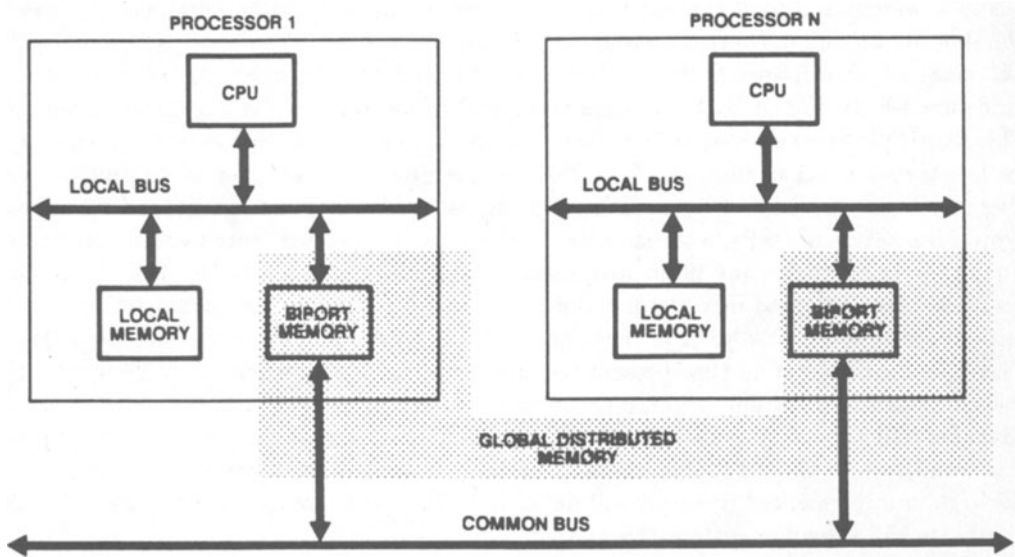 PROCESSOR 1
PROCESSOR N
CPU
CPU
LOCAL BUS
LOCAL BUS
LOCAL
MEMORY
BIPORT
MEMORY
LOCAL
MEMORY
BIPORT
MEMORY
GLOBAL DISTRIBUTED
MEMORY
COMMON BUS